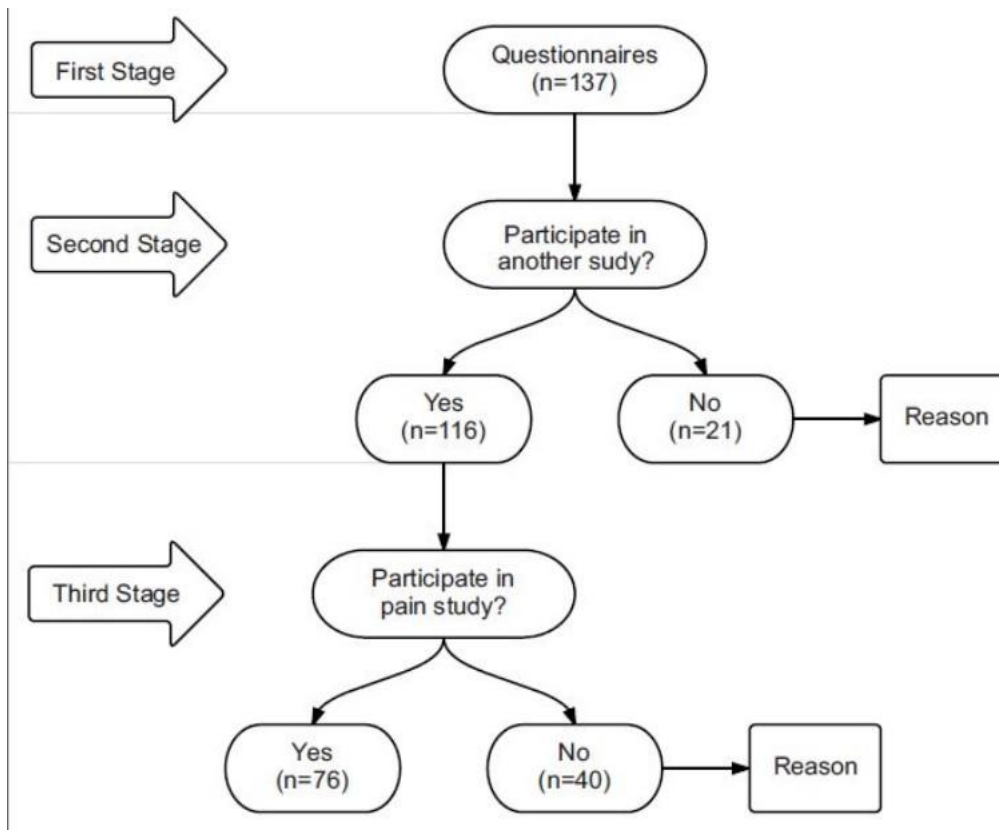 First Stage
Questionnaires
(n=137)
Second Stage
Participate in
another sudy?
Yes
(n=116)
No
(n=21)
Reason
Third Stage
Participate in
pain study?
Yes
(n=76)
No
(n=40)
Reason